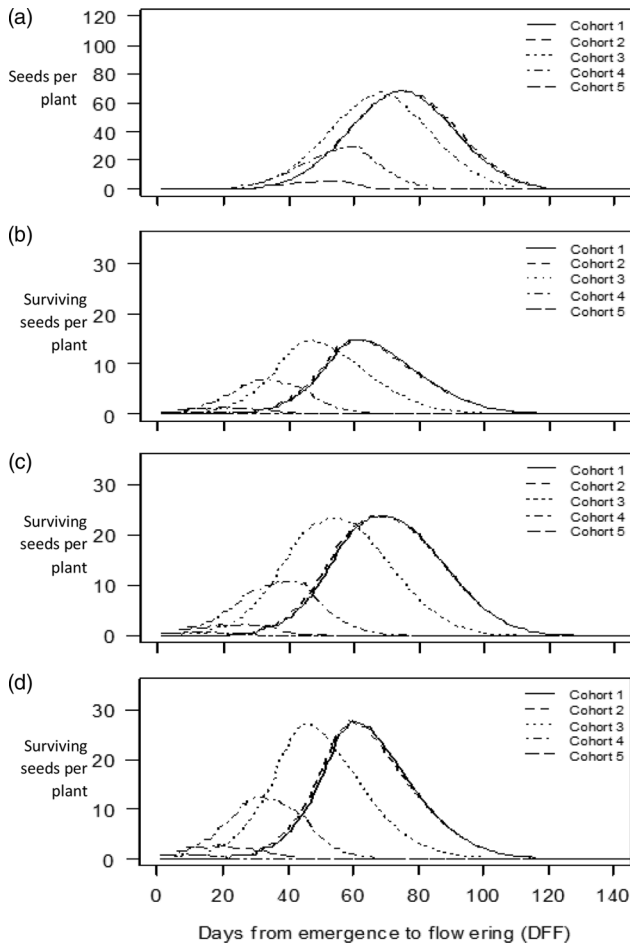 (a)
120
100
80
60
40
20
0
Seeds per
plant
Cohort 1
Cohort 2
Cohort 3
Cohort 4
Cohort 5
(b)
30
20
10
0
Surviving
seeds per
plant
Cohort 1
Cohort 2
Cohort 3
Cohort 4
Cohort 5
(c)
30
20
10
0
Surviving
seeds per
plant
Cohort 1
Cohort 2
Cohort 3
Cohort 4
Cohort 5
(d)
30
20
10
0
Surviving
seeds per
plant
Cohort 1
Cohort 2
Cohort 3
Cohort 4
Cohort 5
0 20 40 60 80 100 120 140
Days from emergence to flowering (DFF)